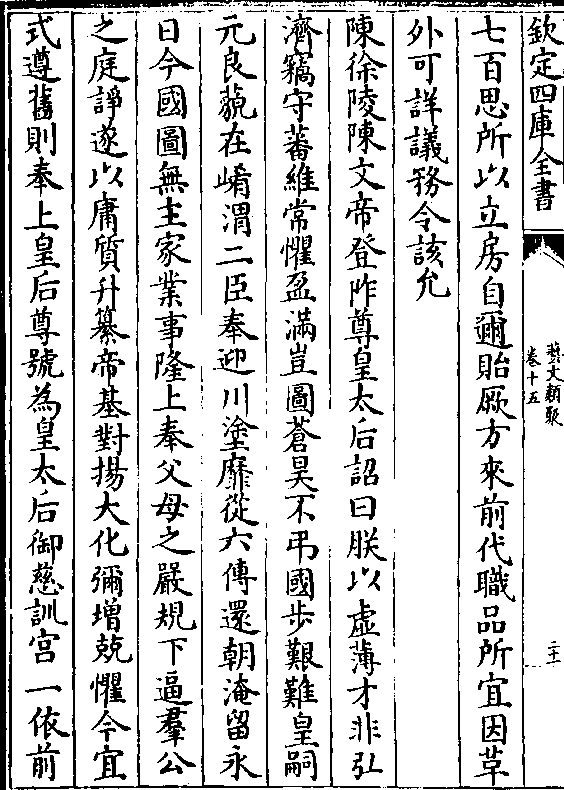 欽定四庫全書
藝文類聚
卷十五
二十一
七百思所以立房自邇貽厥方來前代職品所宜因革
外可詳議務令該允
陳徐陵陳文帝登阼尊皇太后詔曰朕以虛薄才非弘
濟竊守蕃維常懼盈滿豈圖蒼昊不弔國步艱難皇嗣
元良藐在崤渭二臣奉迎川塗靡從六傳還朝淹留永
日今國圖無主家業事隆上奉父母之嚴規下逼羣公
之庭諍遂以庸質升纂帝基對揚大化彌增兢懼今宜
式遵舊則奉上皇后尊號為皇太后御慈訓宫一依前